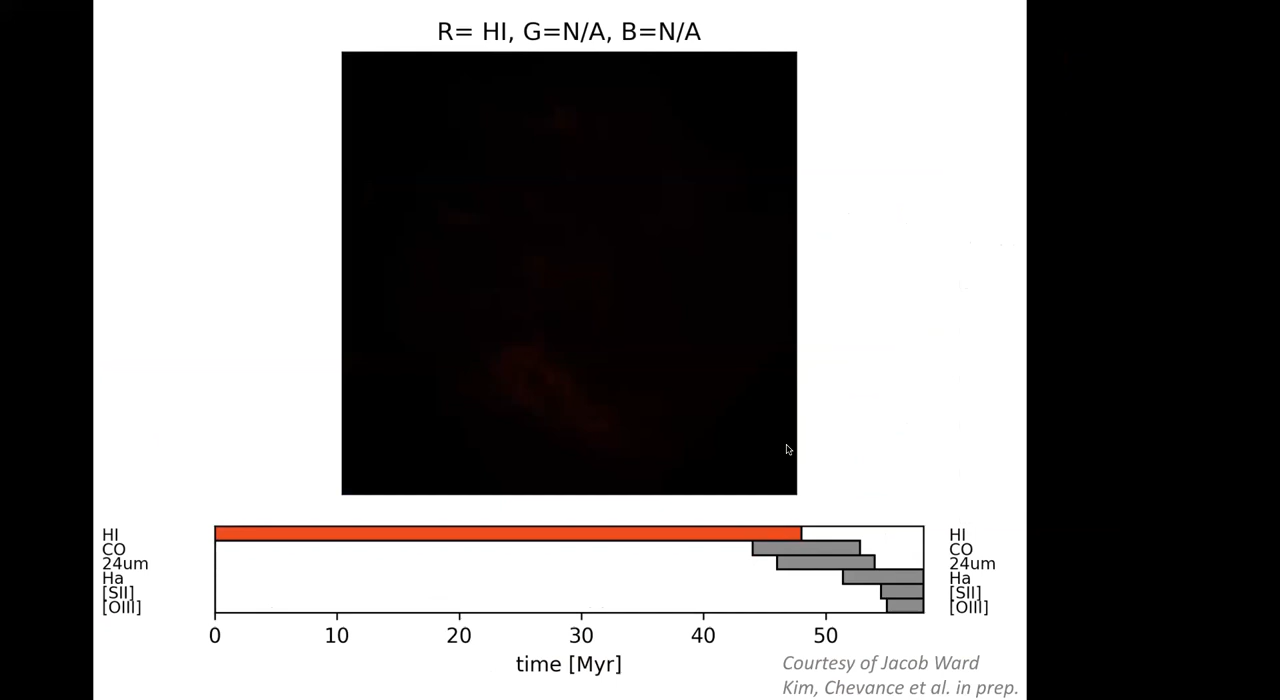 R= HI, G=N/A, B=N/A
HI
CO
24um
Ha
[SII]
[OIII]
HI
CO
24um
Ha
[SII]
[OIII]
0 10 20 30 40 50
time [Myr]
Courtesy of Jacob Ward
Kim, Chevance et al. in prep.